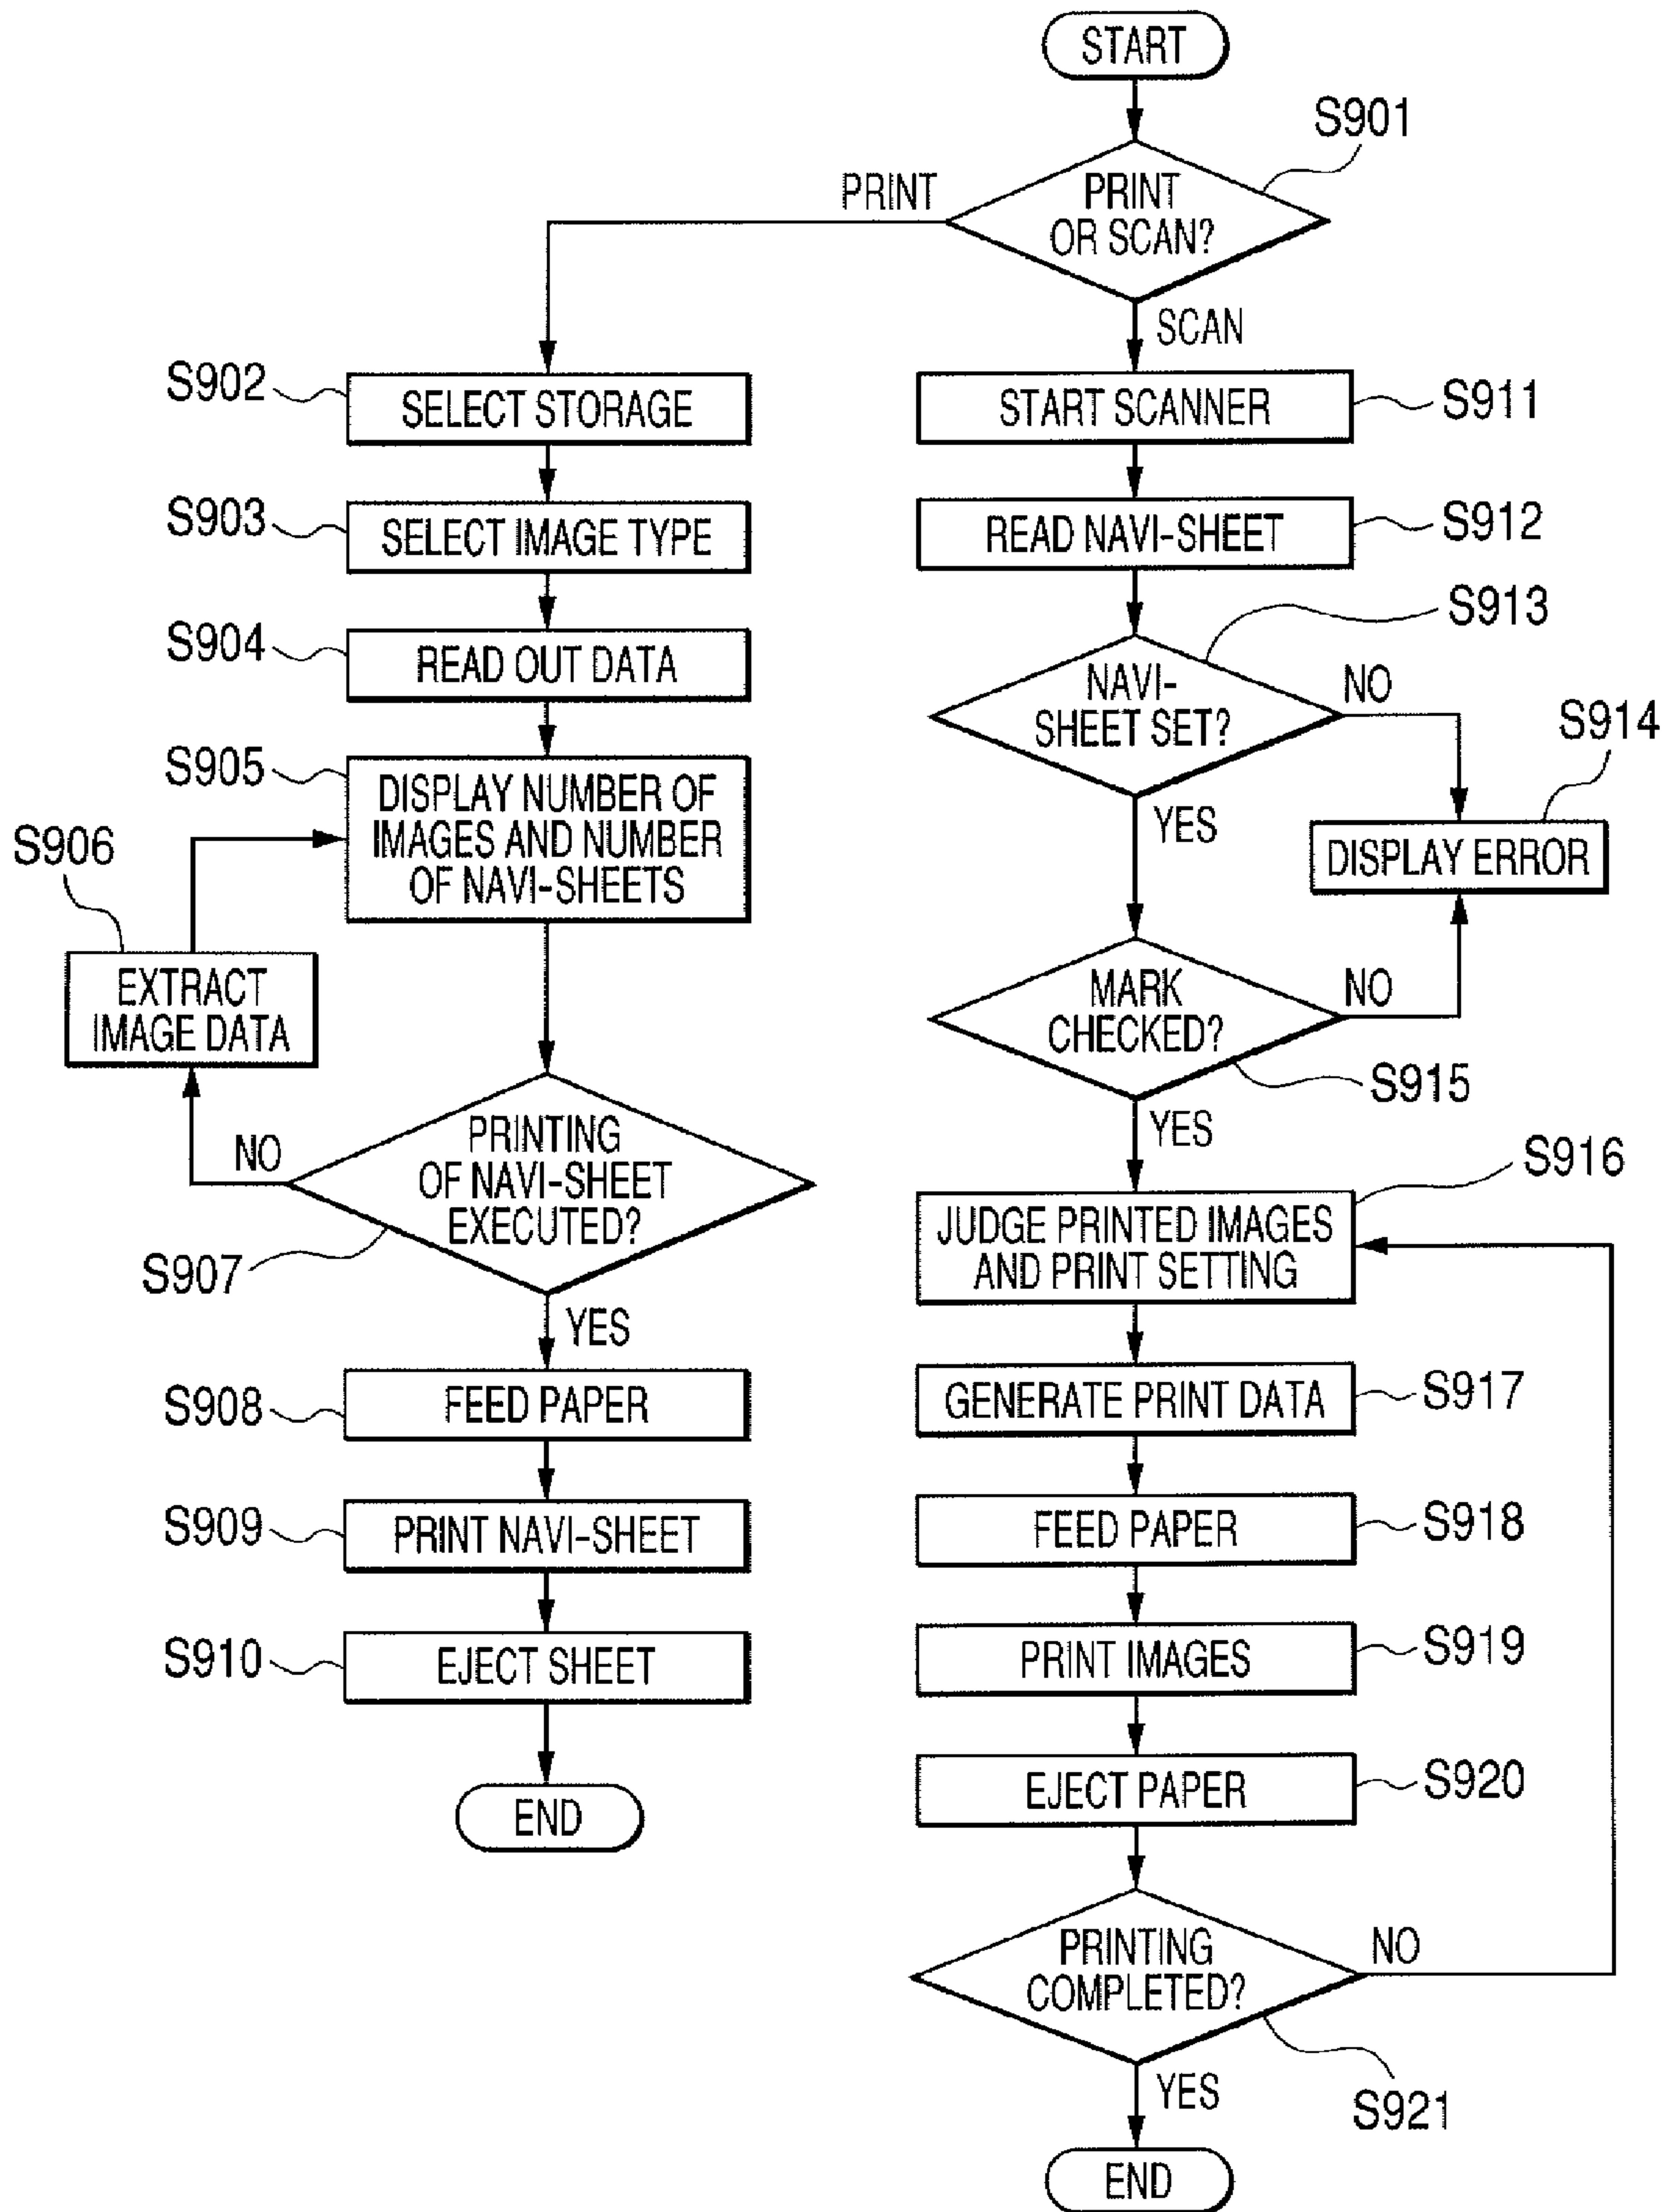 START
S901
PRINT
OR SCAN?
PRINT
SCAN
S902
SELECT STORAGE
S903
SELECT IMAGE TYPE
S904
READ OUT DATA
S905
DISPLAY NUMBER OF
IMAGES AND NUMBER
OF NAVI-SHEETS
S906
EXTRACT
IMAGE DATA
NO
PRINTING
OF NAVI-SHEET
EXECUTED?
S907
YES
S908
FEED PAPER
S909
PRINT NAVI-SHEET
S910
EJECT SHEET
END
START SCANNER
S911
READ NAVI-SHEET
S912
S913
NAVI-
SHEET SET?
NO
S914
DISPLAY ERROR
YES
MARK
CHECKED?
NO
S915
YES
S916
JUDGE PRINTED IMAGES
AND PRINT SETTING
GENERATE PRINT DATA
S917
FEED PAPER
S918
PRINT IMAGES
S919
EJECT PAPER
S920
PRINTING
COMPLETED?
NO
S921
YES
END